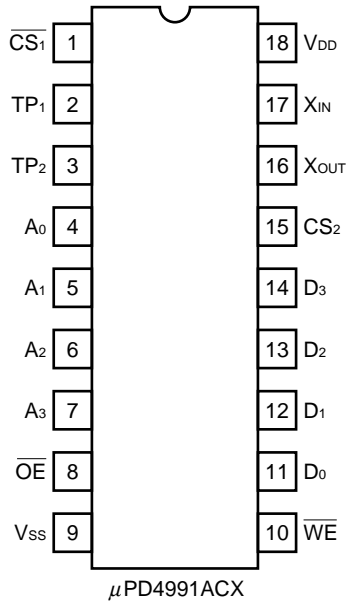 CS1 1 18 VDD
TP1 2 17 XIN
TP2 3 16 XOUT
A0 4 15 CS2
A1 5 14 D3
A2 6 13 D2
A3 7 12 D1
OE 8 11 D0
VSS 9 10 WE
μPD4991ACX